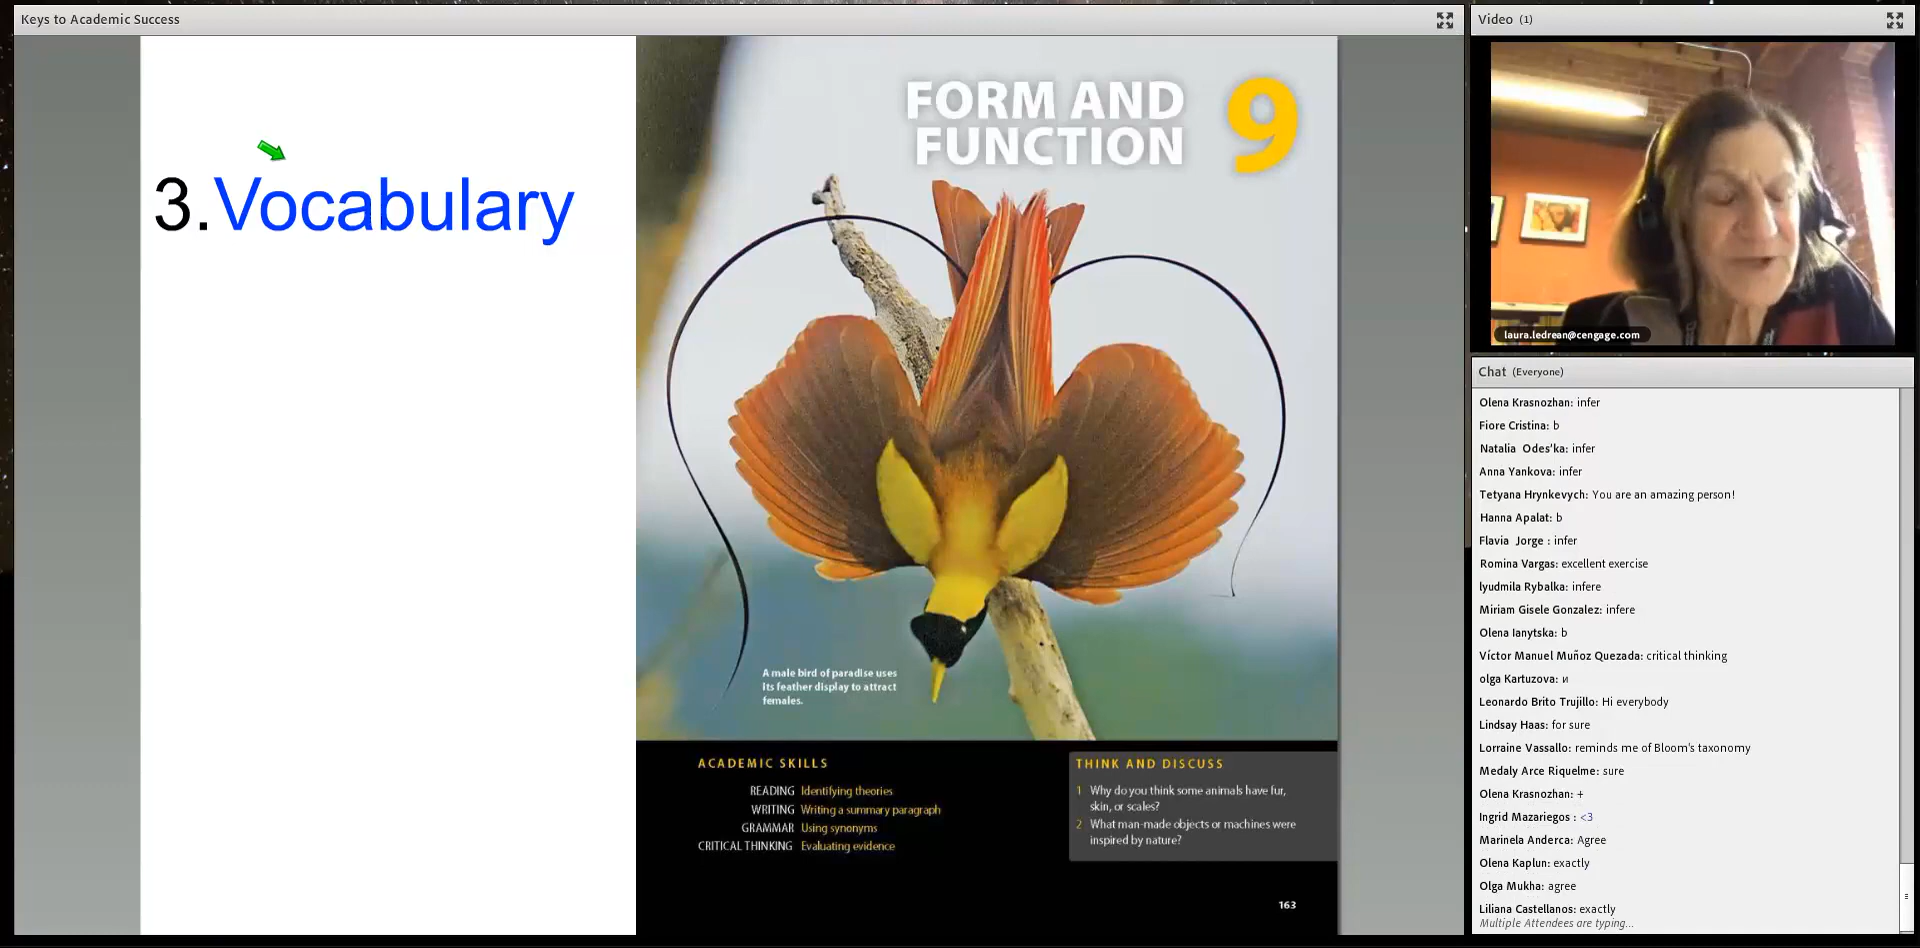 Keys to Academic Success
3.Vocabulary
FORM AND
FUNCTION
9
A male bird of paradise uses
its feather display to attract
females.
ACADEMIC SKILLS
READING Identifying theories
WRITING Writing a summary paragraph
GRAMMAR Using synonyms
CRITICAL THINKING Evaluating evidence
THINK AND DISCUSS
1 Why do you think some animals have fur,
skin, or scales?
2 What man-made objects or machines were
inspired by nature?
163
Video (1)
laura.ledrean@cengage.com
Chat (Everyone)
Olena Krasnozhan: infer
Fiore Cristina: b
Natalia Odes'ka: infer
Anna Yankova: infer
Tetyana Hrynkevych: You are an amazing person!
Hanna Apalat: b
Flavia Jorge : infer
Romina Vargas: excellent exercise
lyudmila Rybalka: infere
Miriam Gisele Gonzalez: infere
Olena Ianytska: b
Víctor Manuel Muñoz Quezada: critical thinking
olga Kartuzova: и
Leonardo Brito Trujillo: Hi everybody
Lindsay Haas: for sure
Lorraine Vassallo: reminds me of Bloom's taxonomy
Medaly Arce Riquelme: sure
Olena Krasnozhan: +
Ingrid Mazariegos : <3
Marinela Anderca: Agree
Olena Kaplun: exactly
Olga Mukha: agree
Liliana Castellanos: exactly
Multiple Attendees are typing...